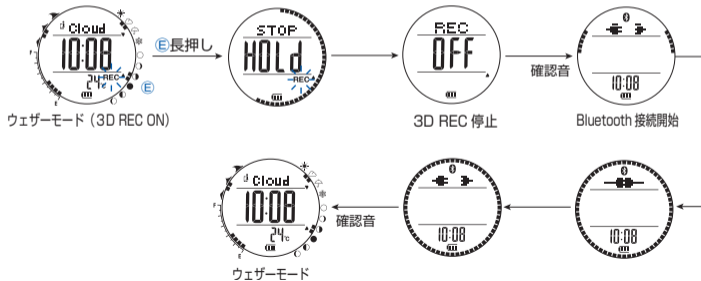 Cloud
10:08
24
REC
Ⓔ
ウェザーモード（3D REC ON）
Ⓔ長押し
STOP
HOLd
REC
REC
OFF
確認音
3D REC 停止
10:08
Bluetooth 接続開始
Cloud
10:08
24℃
ウェザーモード
確認音
10:08
10:08